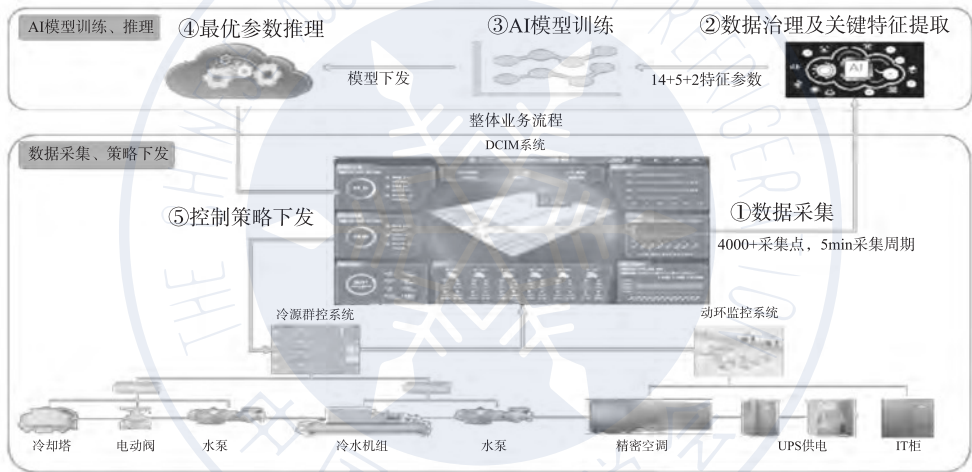 AI模型训练、推理
④最优参数推理
③AI模型训练
②数据治理及关键特征提取
AI
模型下发
14+5+2特征参数
整体业务流程
DCIM系统
数据采集、策略下发
⑤控制策略下发
①数据采集
4000+采集点，5min采集周期
冷源群控系统
动环监控系统
冷却塔
电动阀
水泵
冷水机组
水泵
精密空调
UPS供电
IT柜